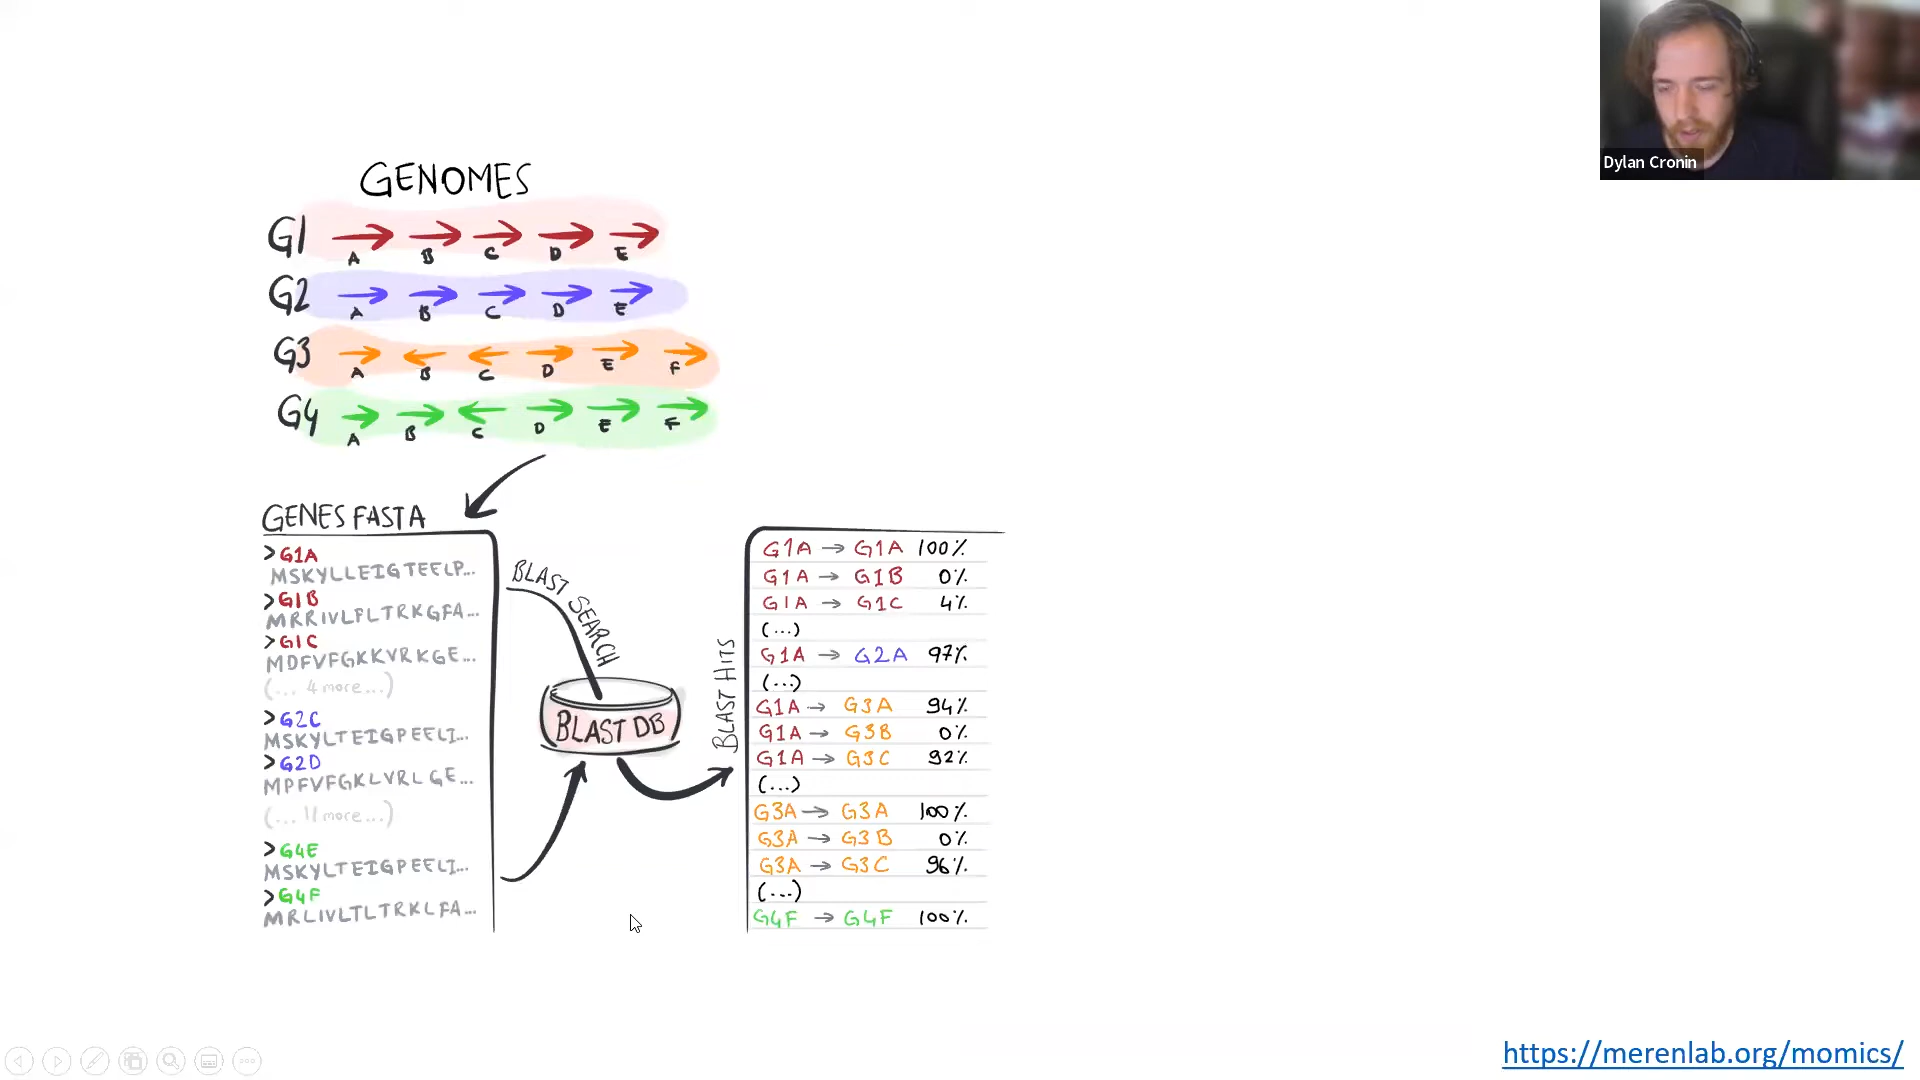 Dylan Cronin
GENOMES
G1
A B C D E
G2
A B C D E
G3
A B C D E F
G4
A B C D E F
GENES FASTA
>G1A
MSKYLLEIGTEELP...
>G1B
MRRIVLFLTRKGFA...
>G1C
MDFVFGKKVRKGE...
(... 4 more...)
>G2C
MSKYLTEIGPEELI...
>G2D
MPFVFGKLVRLGE...
(... 11 more...)
>G4E
MSKYLTEIGPEELI...
>G4F
MRLIVLTLTRKLFA...
BLAST SEARCH
BLAST DB
BLAST HITS
G1A → G1A 100%
G1A → G1B 0%
G1A → G1C 4%
(...)
G1A → G2A 97%
(...)
G1A → G3A 94%
G1A → G3B 0%
G1A → G3C 92%
(...)
G3A → G3A 100%
G3A → G3B 0%
G3A → G3C 96%
(...)
G4F → G4F 100%
https://merenlab.org/momics/